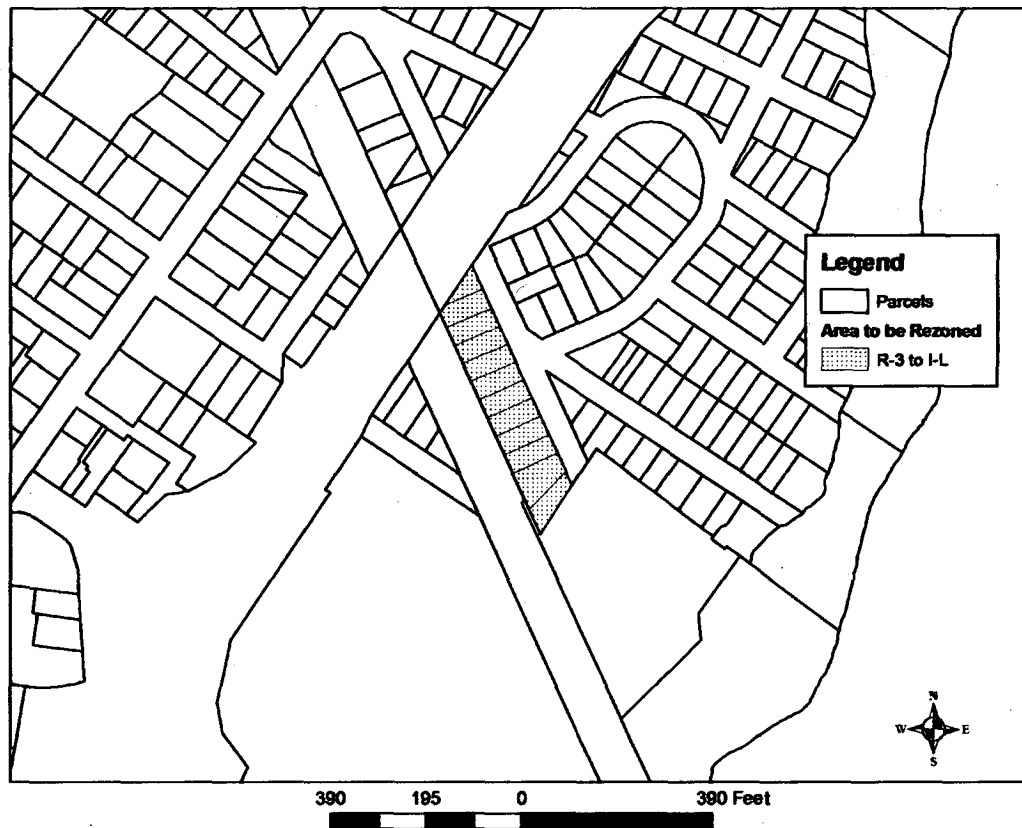 Legend
Parcels
Area to be Rezoned
R-3 to I-L
N
W E
S
390 195 0 390 Feet